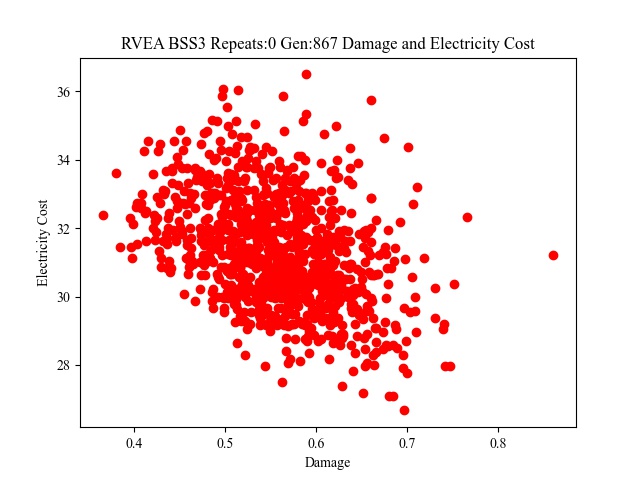 RVEA BSS3 Repeats:0 Gen:867 Damage and Electricity Cost
36
34
32
30
28
Electricity Cost
0.4 0.5 0.6 0.7 0.8
Damage